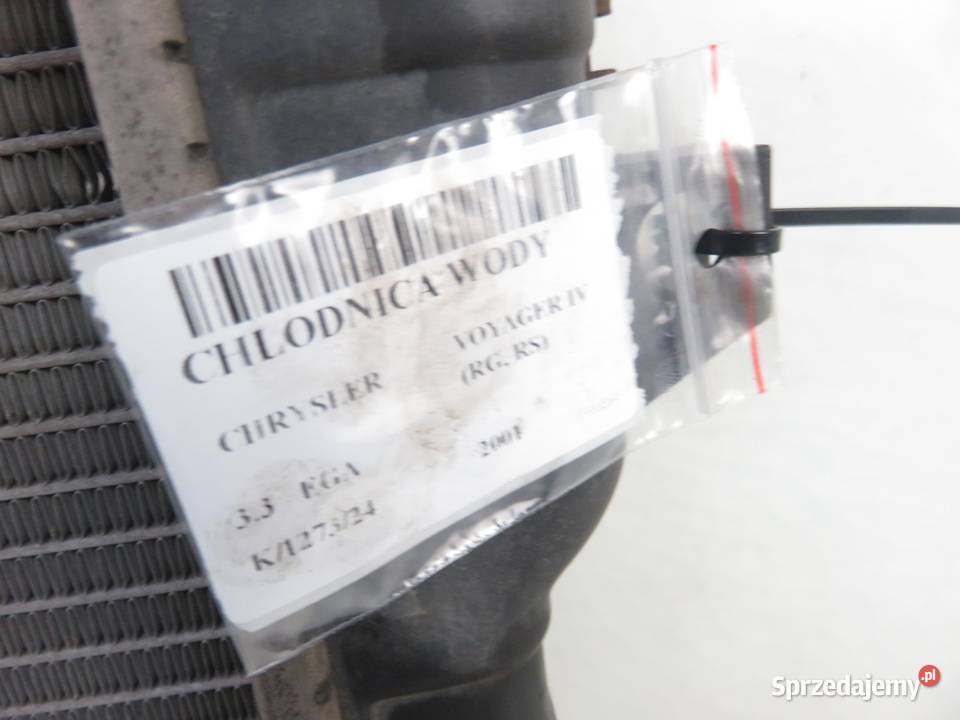 CHLODNICA WODY
CHRYSLER VOYAGER IV
(RG, RS)
3.3 EGA 2001
K/1273/24
Sprzedajemy.pl